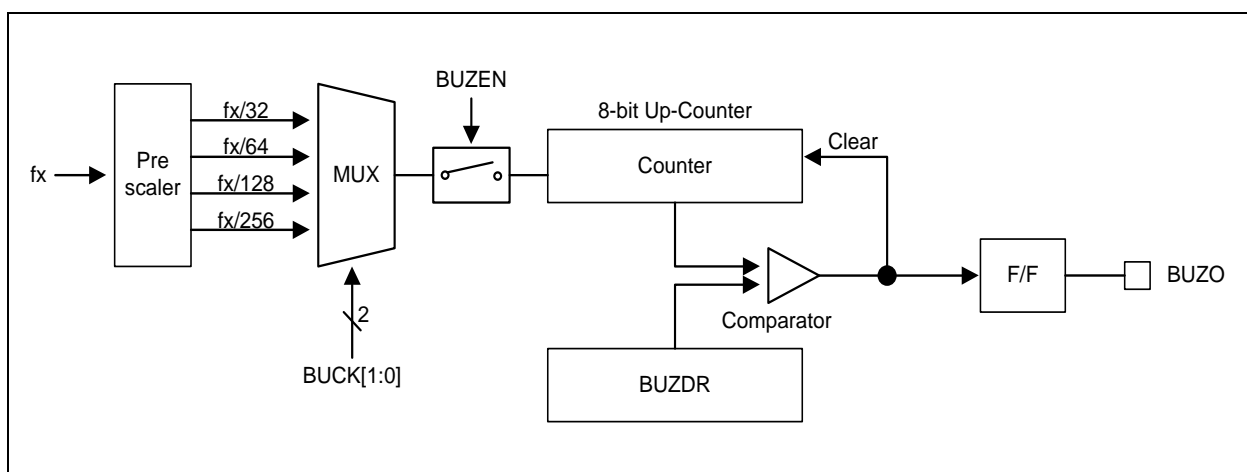 fx
Pre
scaler
fx/32
fx/64
fx/128
fx/256
MUX
2
BUCK[1:0]
BUZEN
8-bit Up-Counter
Counter
Clear
Comparator
BUZDR
F/F
BUZO